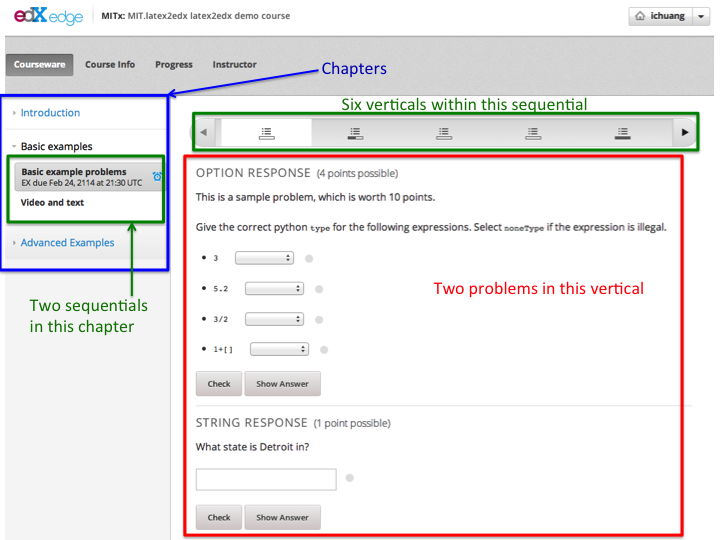 edX edge MITx: MIT.latex2edx latex2edx demo course
ichuang
Courseware Course Info Progress Instructor
Chapters
Introduction
Basic examples
Basic example problems
EX due Feb 24, 2114 at 21:30 UTC
Video and text
Advanced Examples
Two sequentials
in this chapter
Six verticals within this sequential
OPTION RESPONSE (4 points possible)
This is a sample problem, which is worth 10 points.
Give the correct python type for the following expressions. Select noneType if the expression is illegal.
• 3
• 5.2
• 3/2
• 1+[]
Two problems in this vertical
Check Show Answer
STRING RESPONSE (1 point possible)
What state is Detroit in?
Check Show Answer